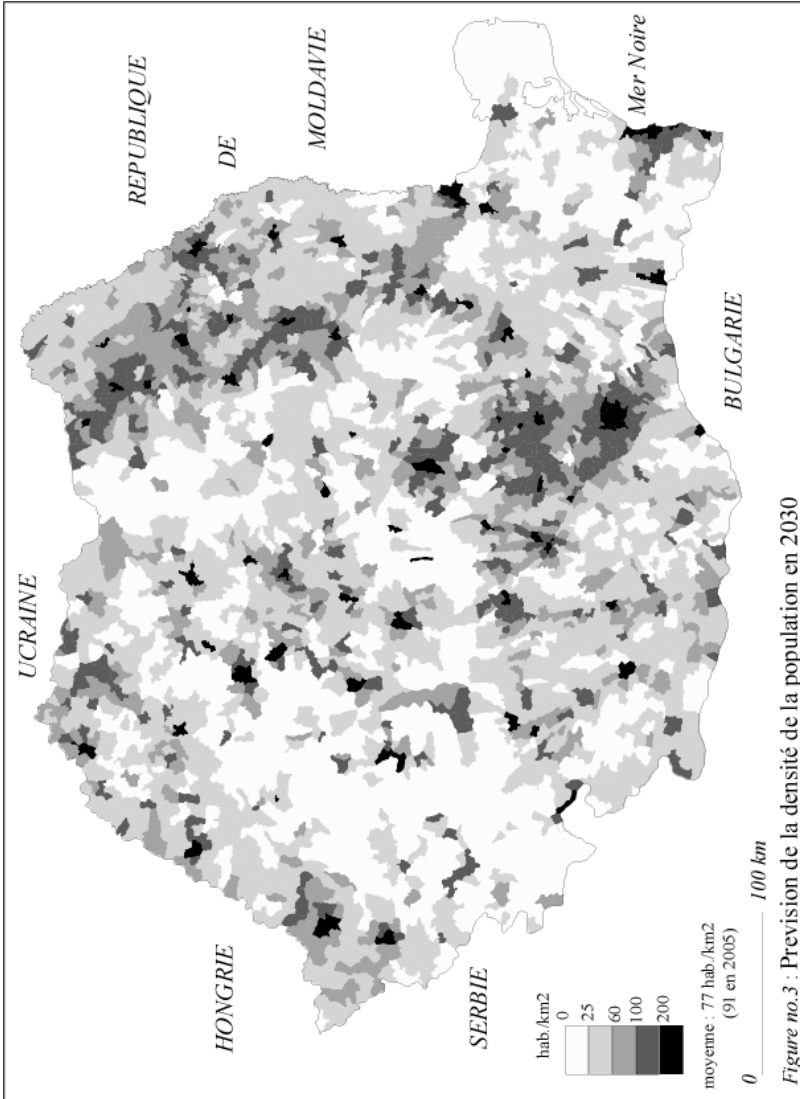 UCRAINE
REPUBLIQUE
DE
MOLDAVIE
HONGRIE
SERBIE
Mer Noire
BULGARIE
hab./km2
0
25
60
100
200
moyenne : 77 hab./km2
(91 en 2005)
0 100 km
Figure no.3 : Prevision de la densité de la population en 2030